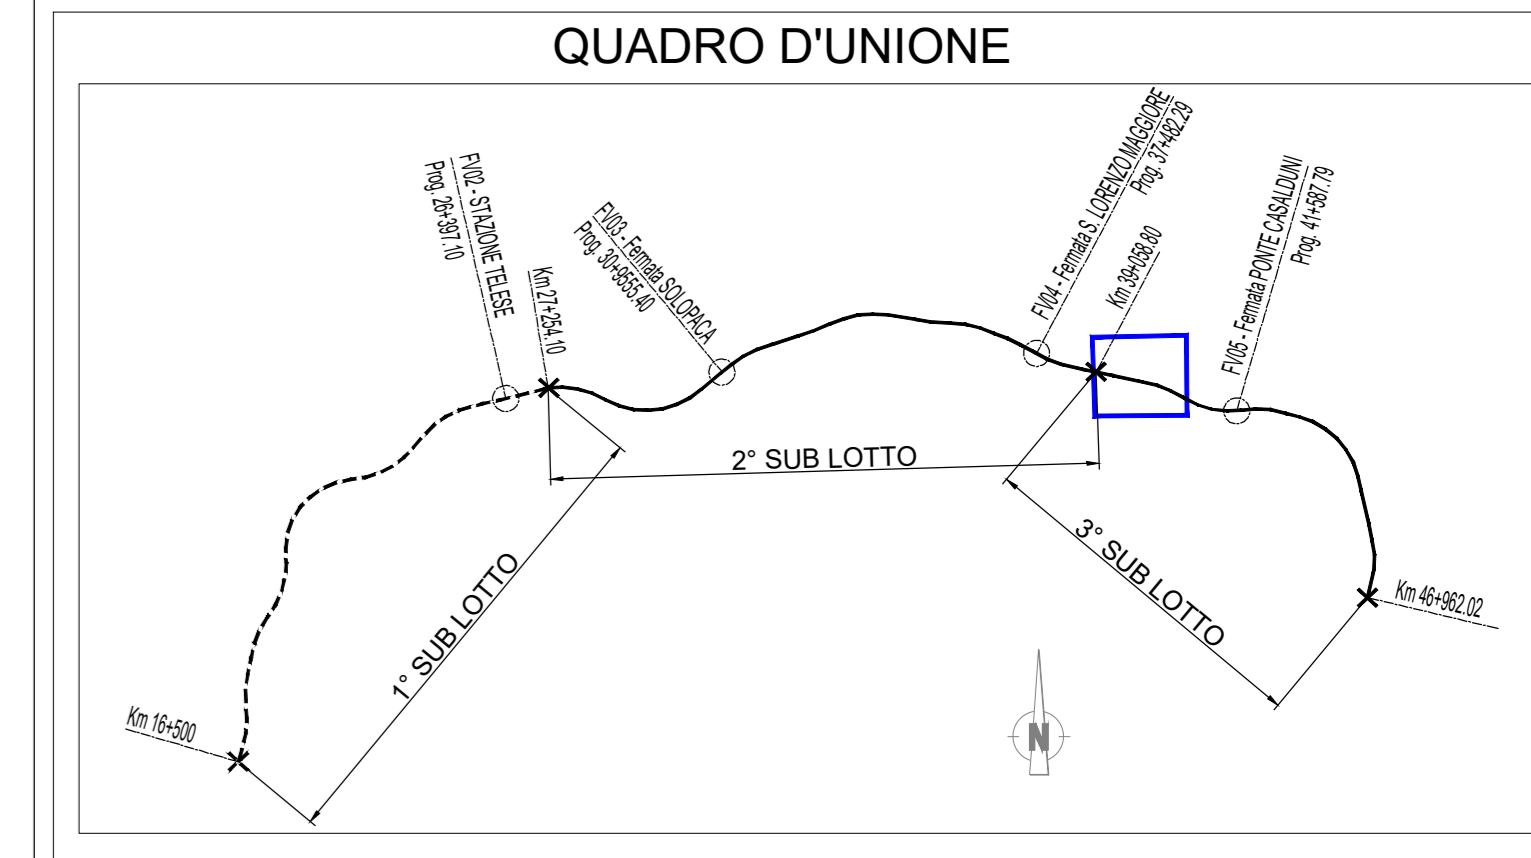 QUADRO D'UNIONE
FV02 - STAZIONE TELESE
Prog. 26+397.10
Km 27+254.10
FV03 - Fermata SOLOPACA
Prog. 30+9555.40
FV04 - Fermata S. LORENZO MAGGIORE
Prog. 37+482.29
Km 39+058.80
FV05 - Fermata PONTE CASALDUNI
Prog. 41+587.79
2° SUB LOTTO
1° SUB LOTTO
3° SUB LOTTO
Km 46+962.02
Km 16+500
N